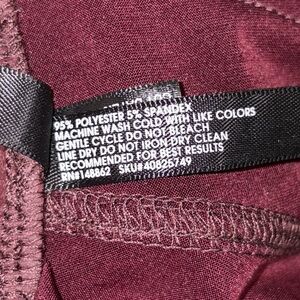 95% POLYESTER 5% SPANDEX
MACHINE WASH COLD WITH LIKE COLORS
GENTLE CYCLE DO NOT BLEACH
LINE DRY DO NOT IRON DRY CLEAN
RECOMMENDED FOR BEST RESULTS
RN#148862 SKU#40825749